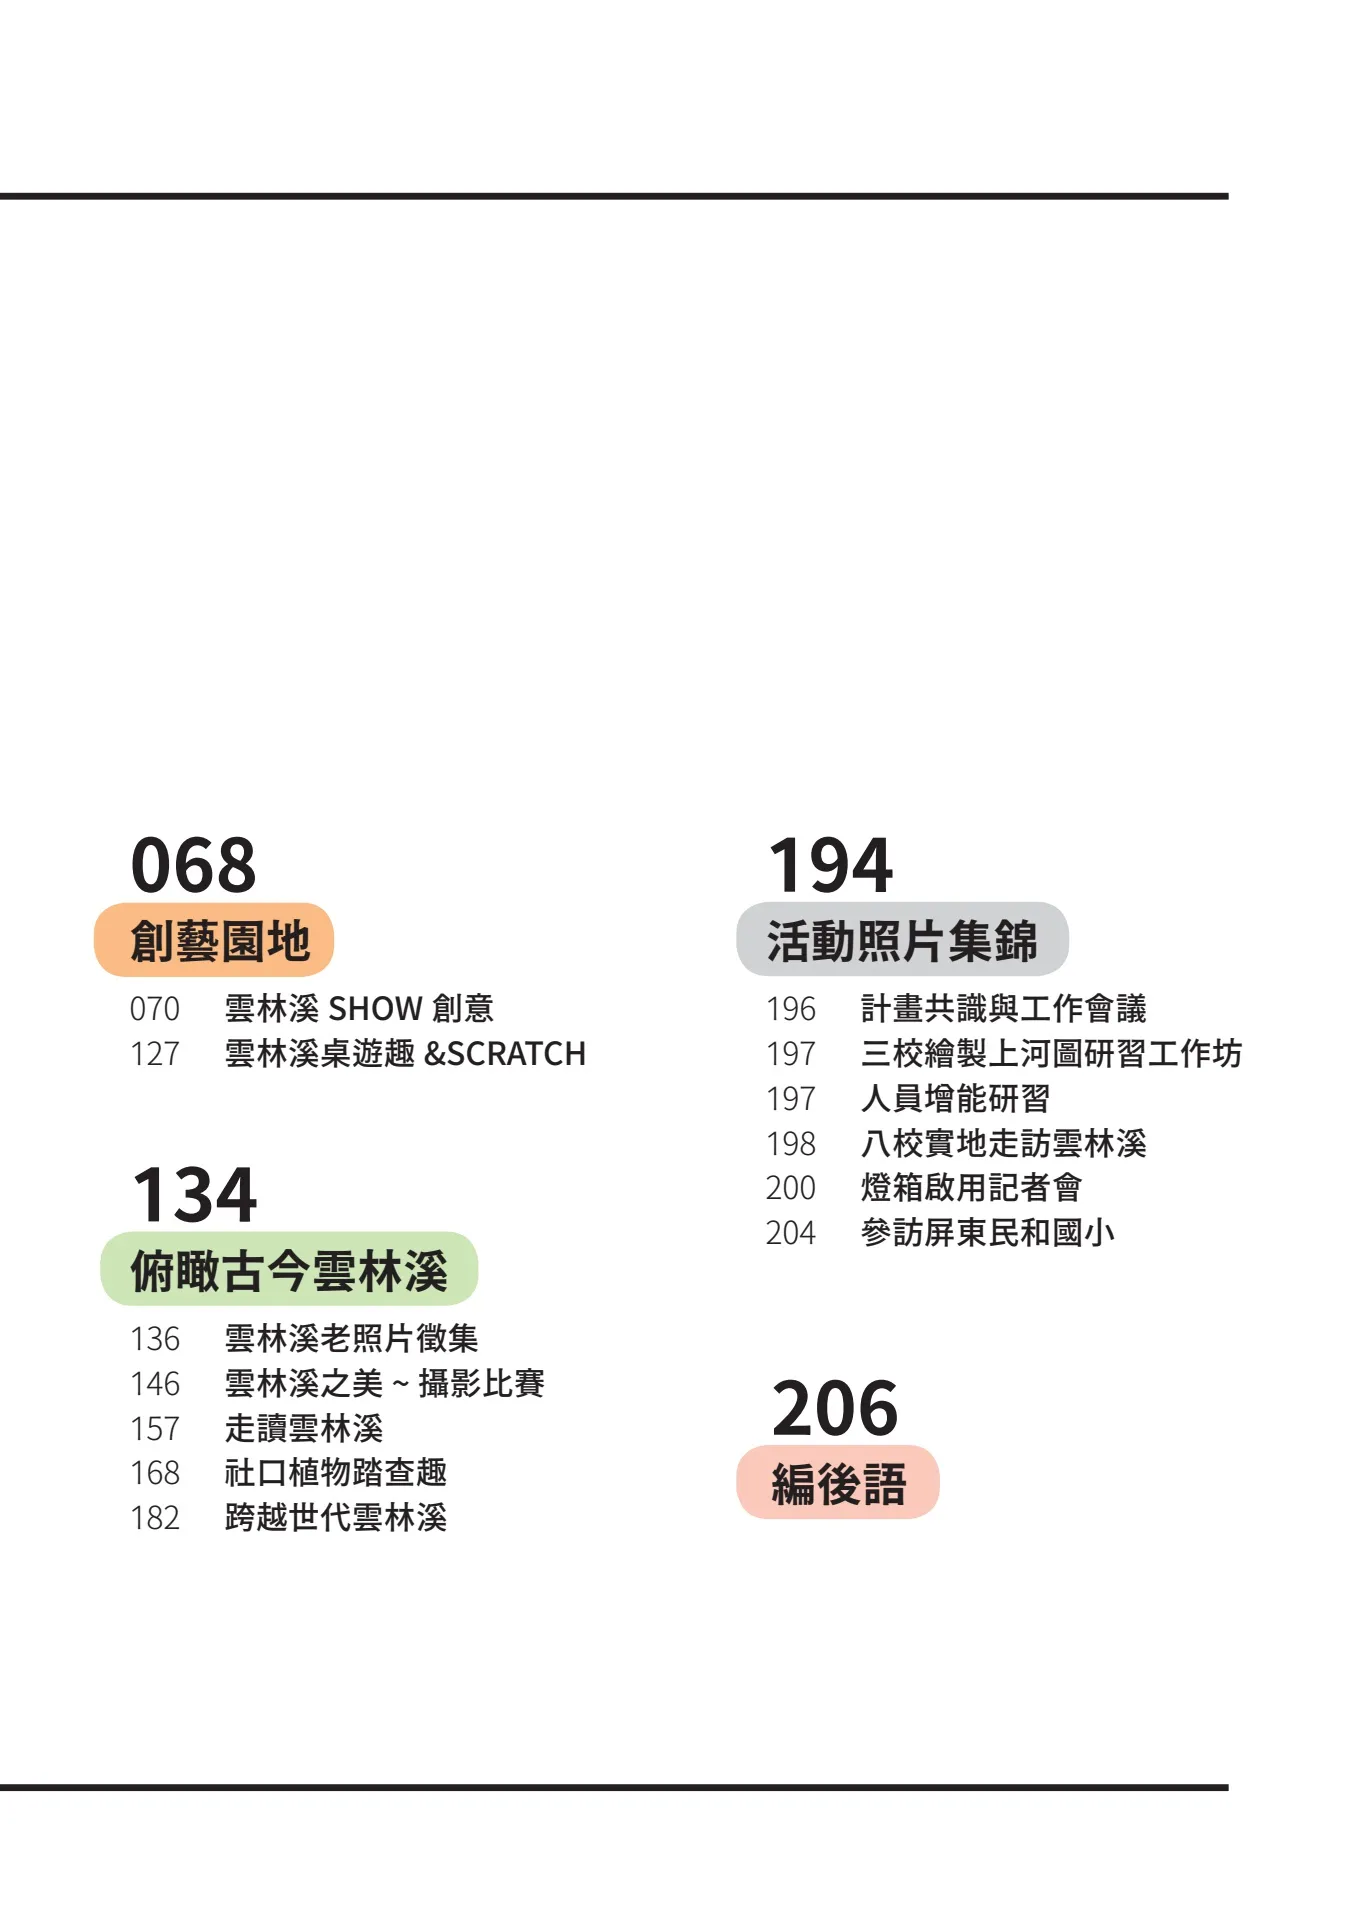 068
創藝園地
070 雲林溪 SHOW 創意
127 雲林溪桌遊趣 &SCRATCH
134
俯瞰古今雲林溪
136 雲林溪老照片徵集
146 雲林溪之美 ~ 攝影比賽
157 走讀雲林溪
168 社口植物踏查趣
182 跨越世代雲林溪
194
活動照片集錦
196 計畫共識與工作會議
197 三校繪製上河圖研習工作坊
197 人員增能研習
198 八校實地走訪雲林溪
200 燈箱啟用記者會
204 參訪屏東民和國小
206
編後語